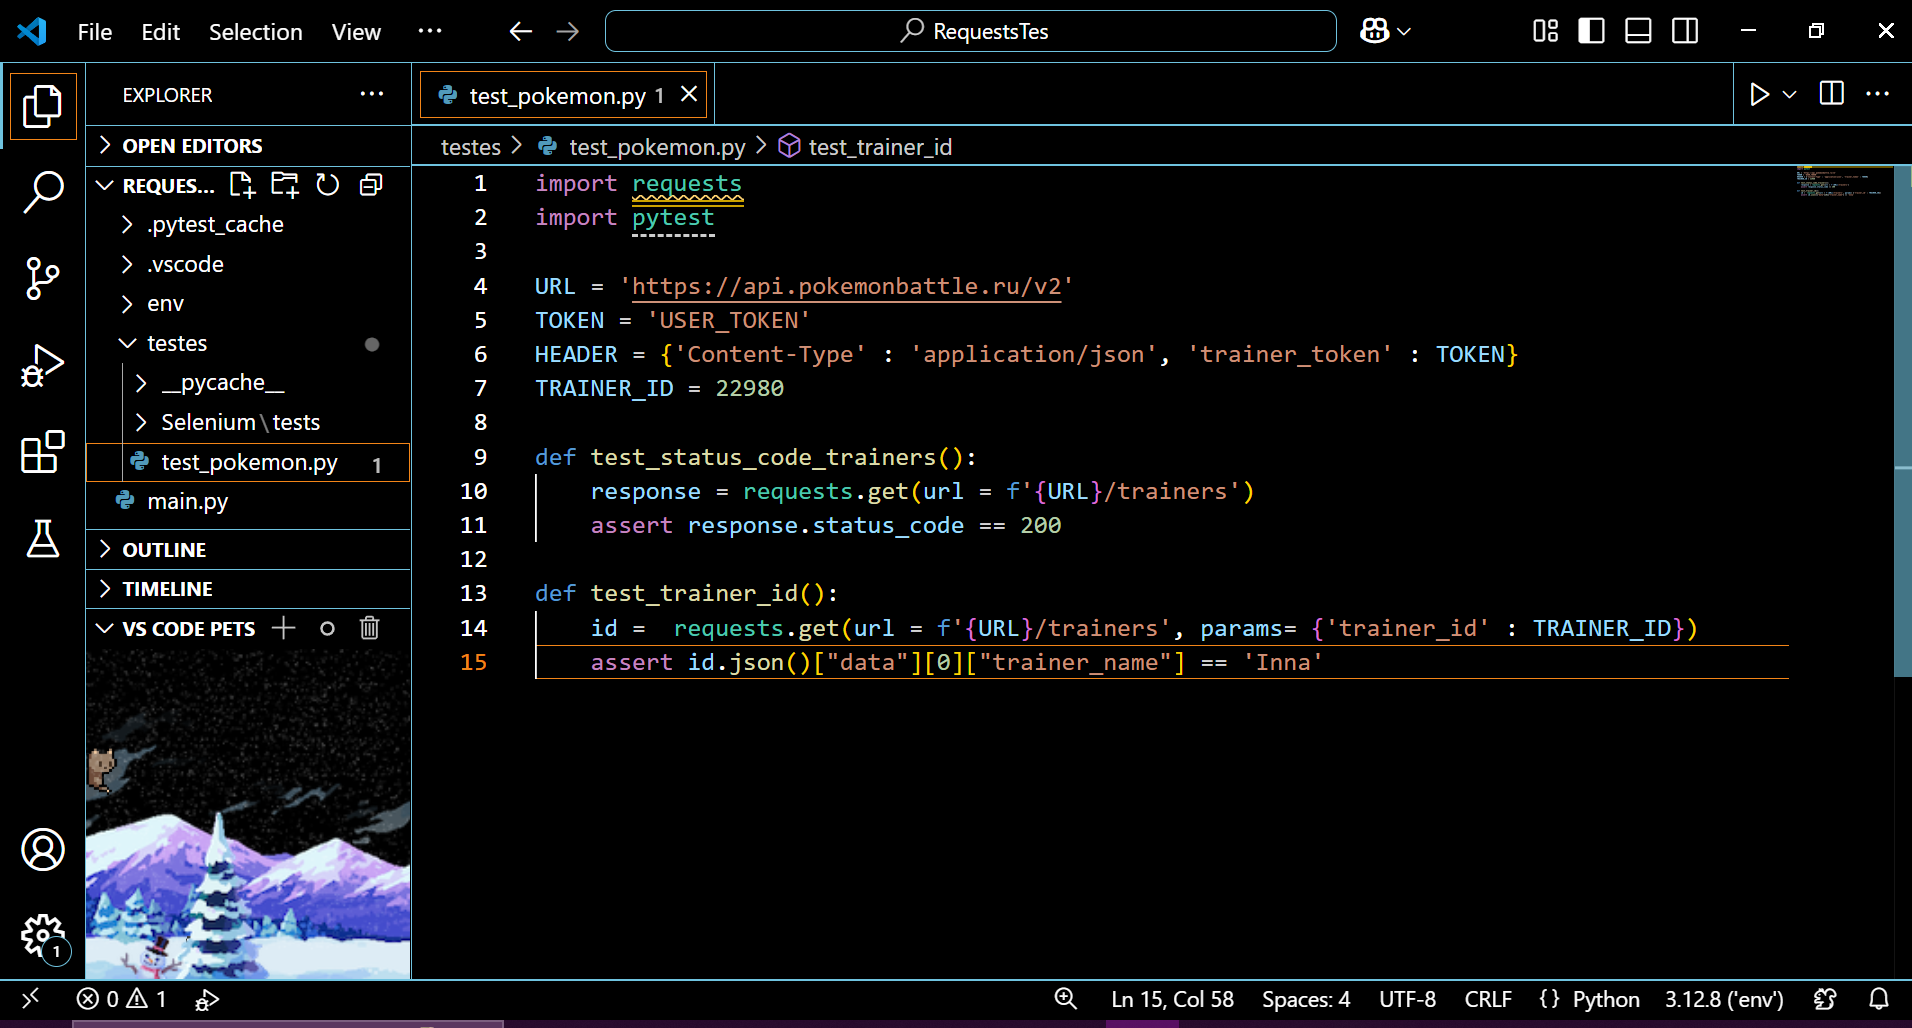 File Edit Selection View ···
RequestsTes
EXPLORER ···
OPEN EDITORS
REQUES...
.pytest_cache
.vscode
env
testes
__pycache__
Selenium\tests
test_pokemon.py 1
main.py
OUTLINE
TIMELINE
VS CODE PETS
test_pokemon.py 1
testes > test_pokemon.py > test_trainer_id
1 import requests
2 import pytest
3
4 URL = 'https://api.pokemonbattle.ru/v2'
5 TOKEN = 'USER_TOKEN'
6 HEADER = {'Content-Type' : 'application/json', 'trainer_token' : TOKEN}
7 TRAINER_ID = 22980
8
9 def test_status_code_trainers():
10     response = requests.get(url = f'{URL}/trainers')
11     assert response.status_code == 200
12
13 def test_trainer_id():
14     id =  requests.get(url = f'{URL}/trainers', params= {'trainer_id' : TRAINER_ID})
15     assert id.json()["data"][0]["trainer_name"] == 'Inna'
1
0 1
Ln 15, Col 58 Spaces: 4 UTF-8 CRLF {} Python 3.12.8 ('env')